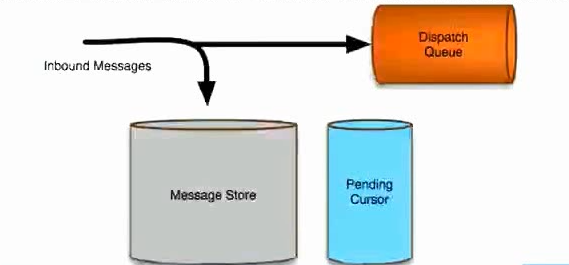 Dispatch
Queue
Inbound Messages
Message Store
Pending
Cursor